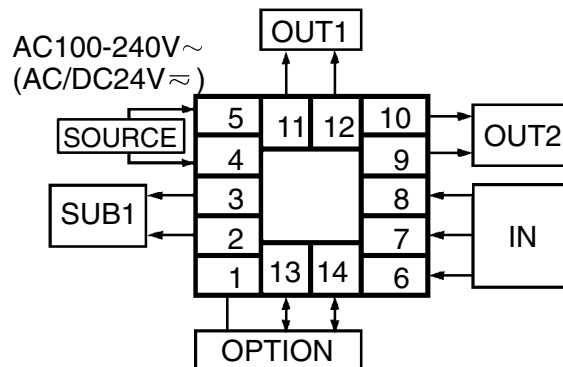 OUT1
AC100-240V～
(AC/DC24V⎓～)
SOURCE
5
11
12
10
OUT2
4
9
SUB1
3
8
IN
2
7
1
13
14
6
OPTION